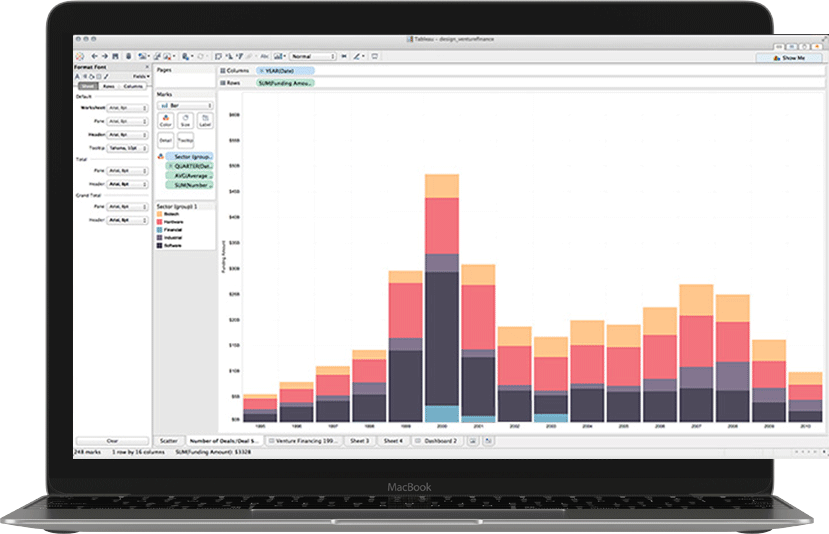 Tableau - design_venturefinance
Show Me
Format Font
Fields
Sheet Rows Columns
Default
Worksheet Arial, 8pt
Pane Arial, 8pt
Header Arial, 8pt
Tooltip Tahoma, 10pt
Total
Pane Arial, 8pt
Header Arial, 8pt
Grand Total
Pane Arial, 8pt
Header Arial, 8pt
Clear
Pages
Marks
Bar
Color Size Label
Detail Tooltip
Sector (group..
QUARTER(Dat..
AVG(Average ..
SUM(Number ..
Sector (group) 1
Biotech
Hardware
Financial
Industrial
Software
Abc
Normal
Columns YEAR(Date)
Rows SUM(Funding Amou..
Funding Amount
$60B
$50B
$40B
$30B
$25B
$20B
$15B
$10B
$5B
$0B
1995 1996 1997 1998 1999 2000 2001 2002 2003 2004 2005 2006 2007 2008 2009 2010
Scatter Number of Deals/Deal S... Venture Financing 199... Sheet 3 Sheet 4 Dashboard 2
248 marks 1 row by 16 columns SUM(Funding Amount): $332B
MacBook